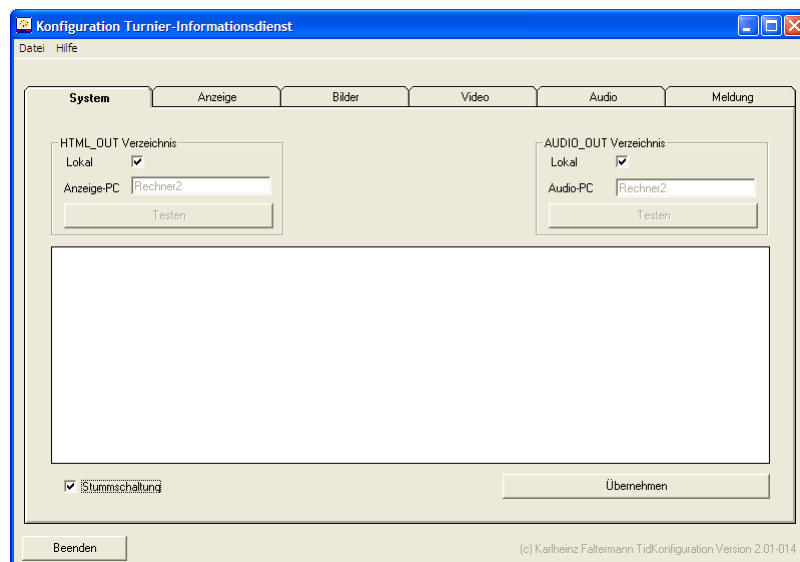 Konfiguration Turnier-Informationsdienst
Datei Hilfe
System Anzeige Bilder Video Audio Meldung
HTML_OUT Verzeichnis AUDIO_OUT Verzeichnis
Lokal Lokal
Anzeige-PC Rechner2 Audio-PC Rechner2
Testen Testen
Stummschaltung Übernehmen
Beenden (c) Karlheinz Faltermann TidKonfiguration Version 2.01-014